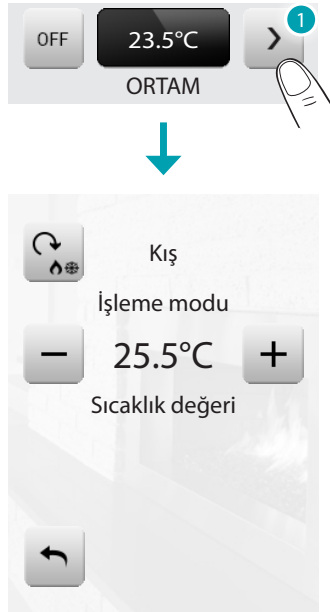 OFF 23.5°C > 1
ORTAM
Kış
İşleme modu
− 25.5°C +
Sıcaklık değeri